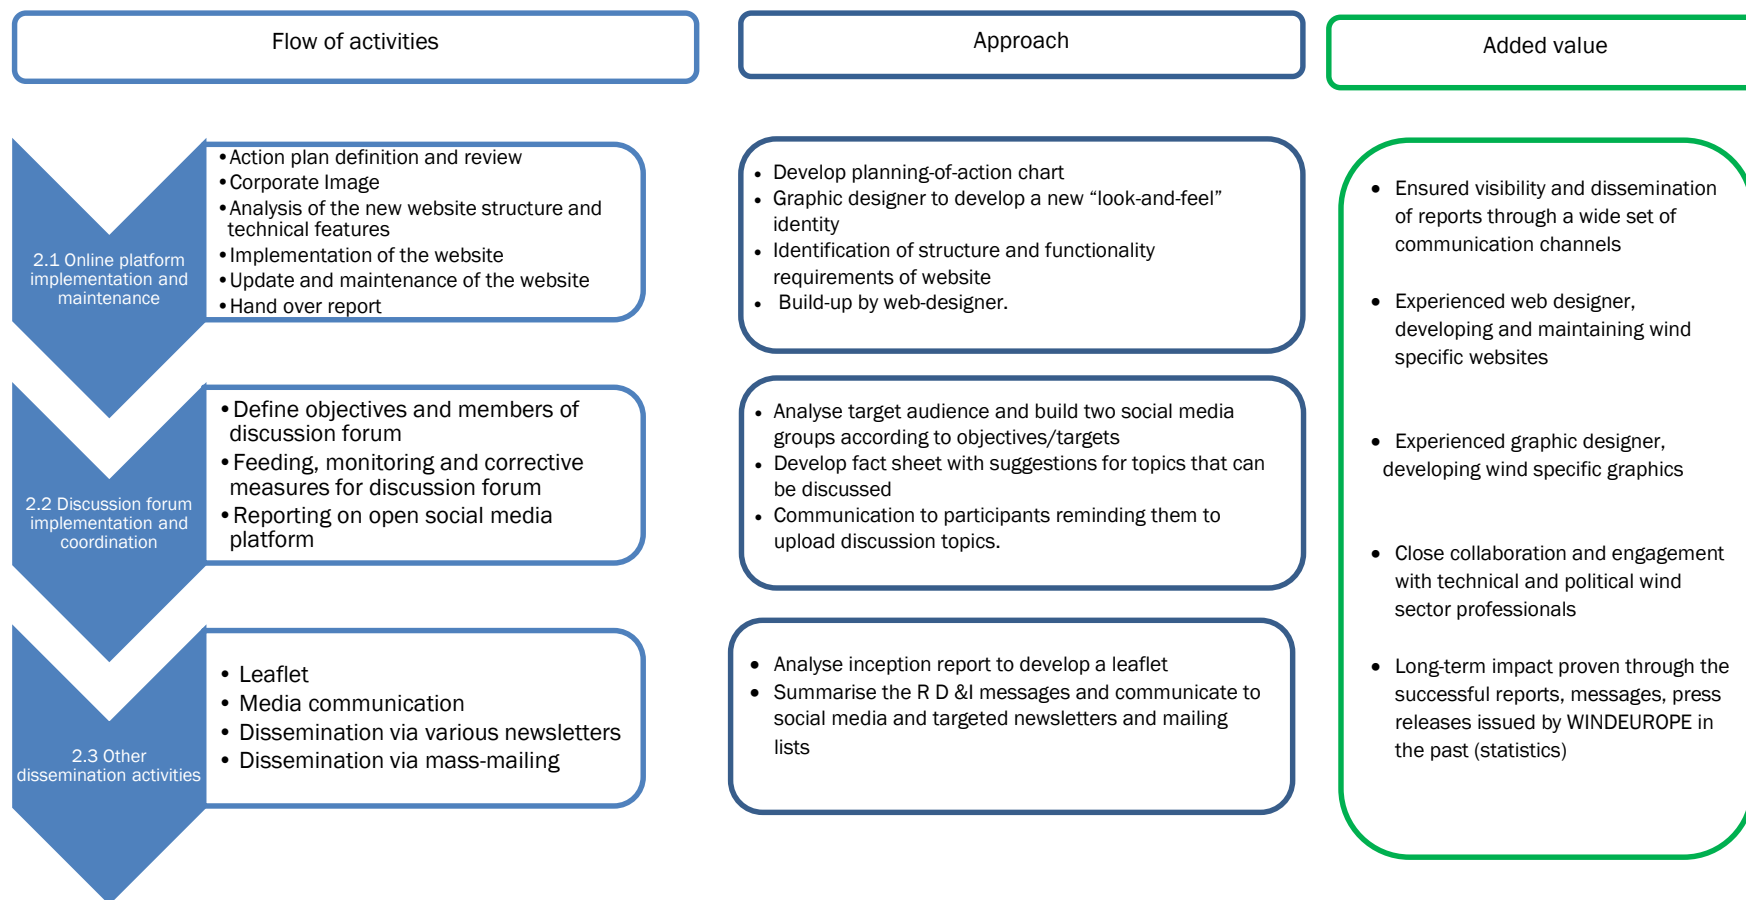 Flow of activities
Approach
Added value
2.1 Online platform
implementation and
maintenance
•Action plan definition and review
•Corporate Image
•Analysis of the new website structure and
technical features
•Implementation of the website
•Update and maintenance of the website
•Hand over report
• Develop planning-of-action chart
• Graphic designer to develop a new “look-and-feel”
identity
• Identification of structure and functionality
requirements of website
• Build-up by web-designer.
2.2 Discussion forum
implementation and
coordination
•Define objectives and members of
discussion forum
•Feeding, monitoring and corrective
measures for discussion forum
•Reporting on open social media
platform
• Analyse target audience and build two social media
groups according to objectives/targets
• Develop fact sheet with suggestions for topics that can
be discussed
• Communication to participants reminding them to
upload discussion topics.
2.3 Other
dissemination activities
• Leaflet
• Media communication
• Dissemination via various newsletters
• Dissemination via mass-mailing
• Analyse inception report to develop a leaflet
• Summarise the R D &I messages and communicate to
social media and targeted newsletters and mailing
lists
• Ensured visibility and dissemination
of reports through a wide set of
communication channels
• Experienced web designer,
developing and maintaining wind
specific websites
• Experienced graphic designer,
developing wind specific graphics
• Close collaboration and engagement
with technical and political wind
sector professionals
• Long-term impact proven through the
successful reports, messages, press
releases issued by WINDEUROPE in
the past (statistics)